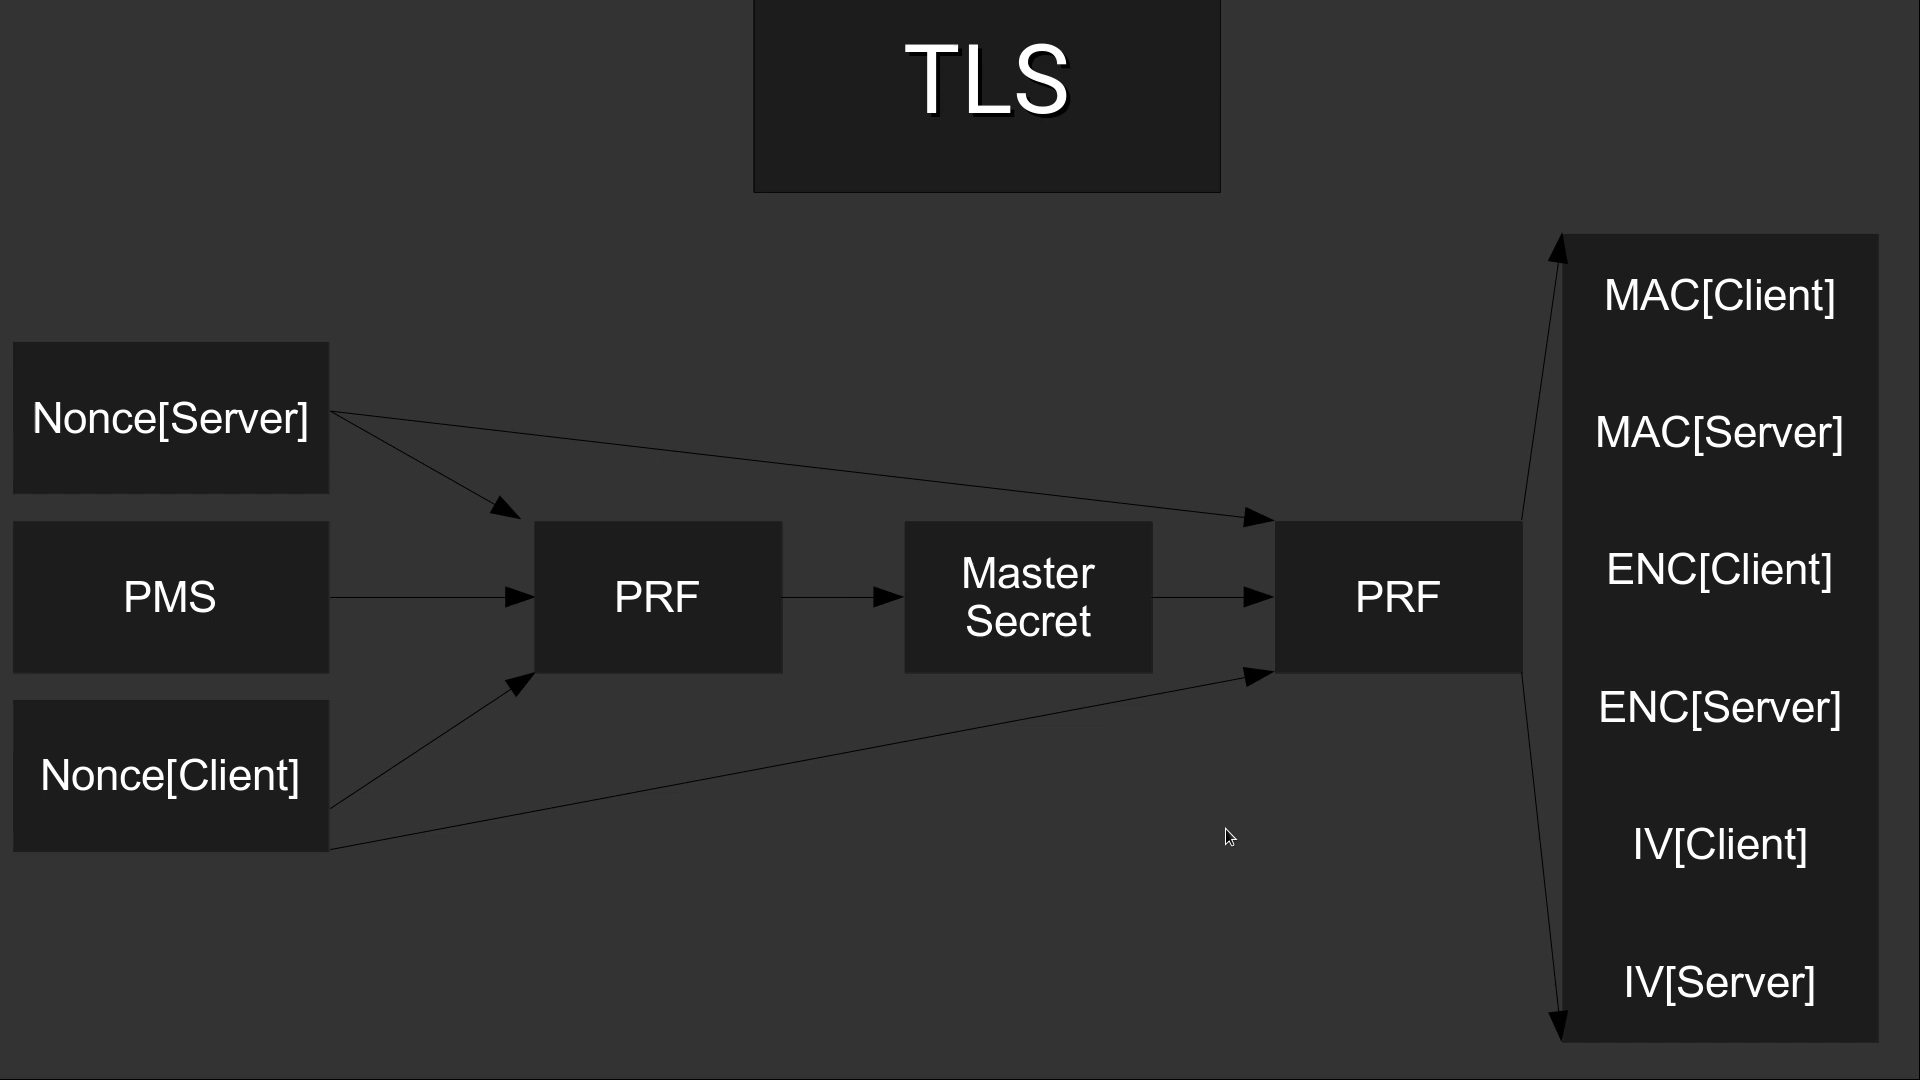 TLS
Nonce[Server]
PMS
Nonce[Client]
PRF
Master
Secret
PRF
MAC[Client]
MAC[Server]
ENC[Client]
ENC[Server]
IV[Client]
IV[Server]